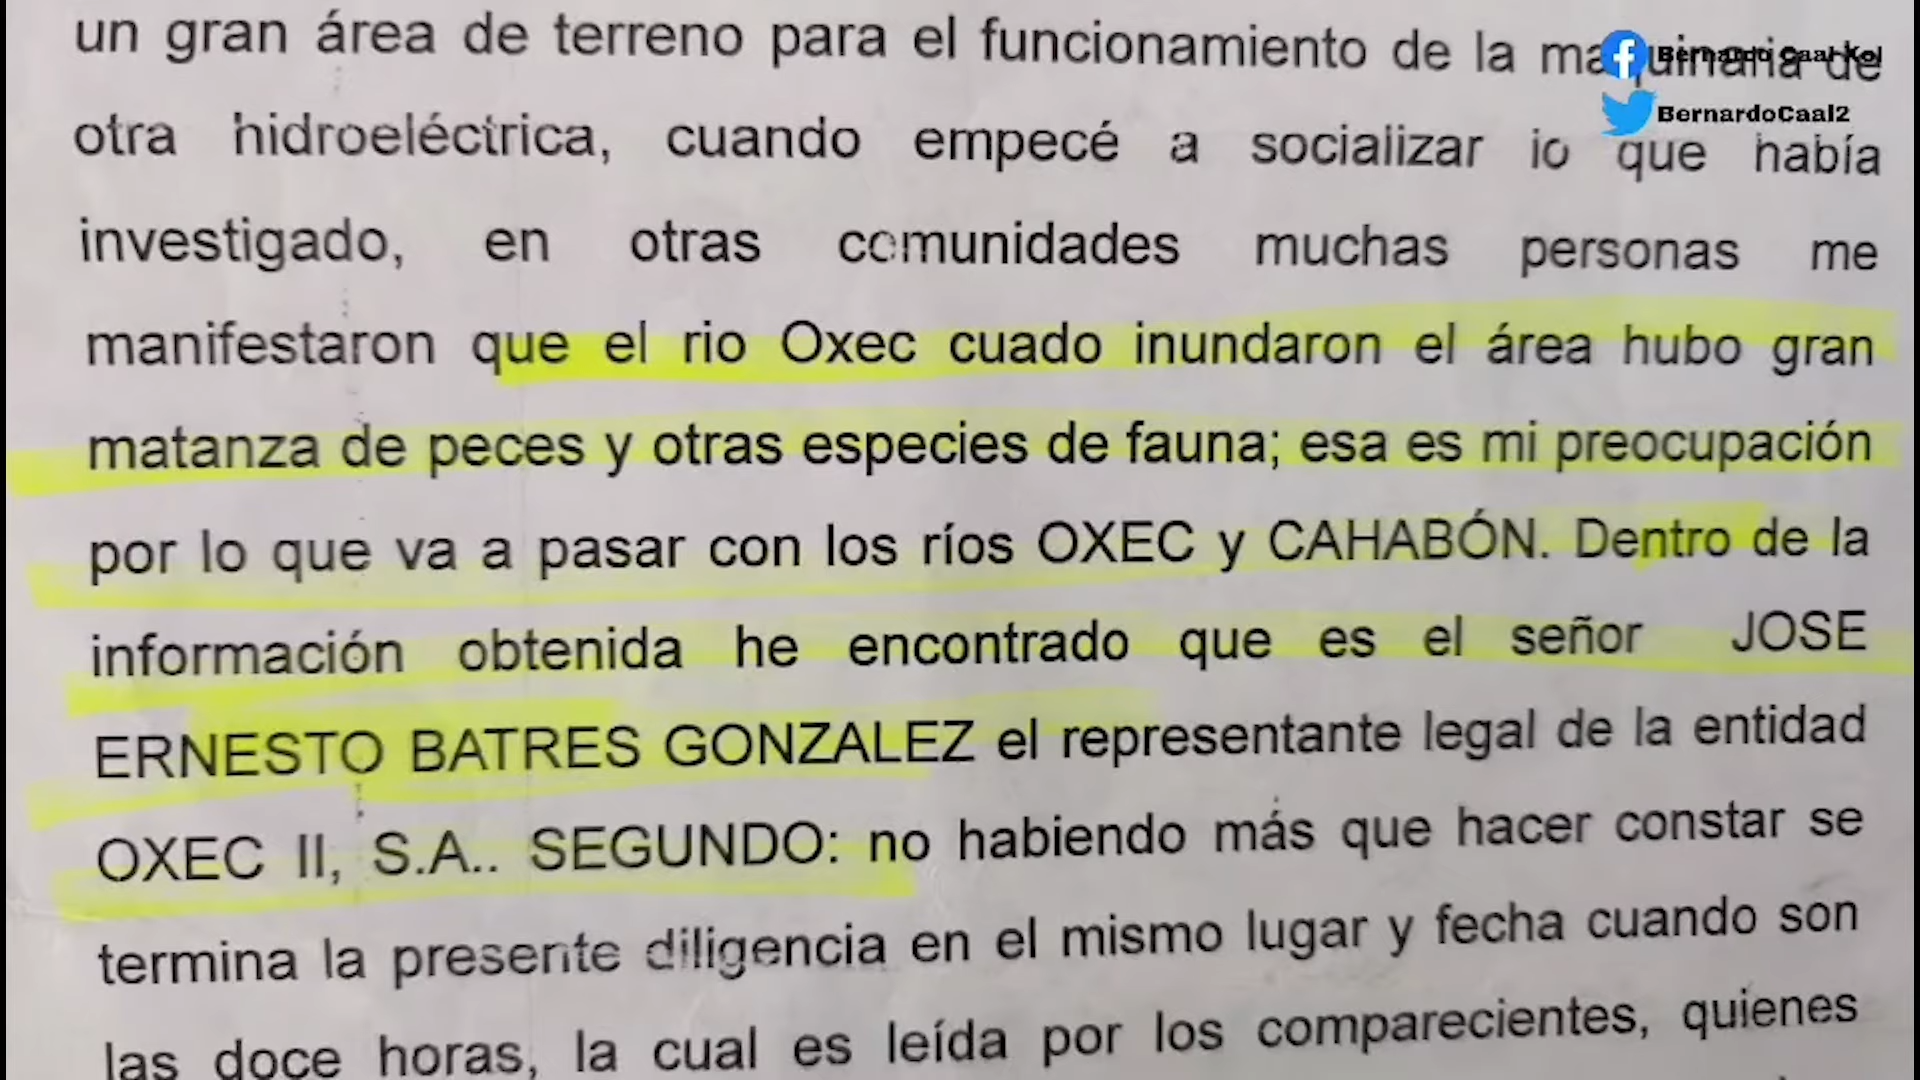 un gran área de terreno para el funcionamiento de la maquinaria de
Bernardo Caal Xol
otra hidroeléctrica, cuando empecé a socializar lo que había
BernardoCaal2
investigado, en otras comunidades muchas personas me
manifestaron que el rio Oxec cuado inundaron el área hubo gran
matanza de peces y otras especies de fauna; esa es mi preocupación
por lo que va a pasar con los ríos OXEC y CAHABÓN. Dentro de la
información obtenida he encontrado que es el señor JOSE
ERNESTO BATRES GONZALEZ el representante legal de la entidad
OXEC II, S.A.. SEGUNDO: no habiendo más que hacer constar se
termina la presente diligencia en el mismo lugar y fecha cuando son
las doce horas, la cual es leída por los comparecientes, quienes